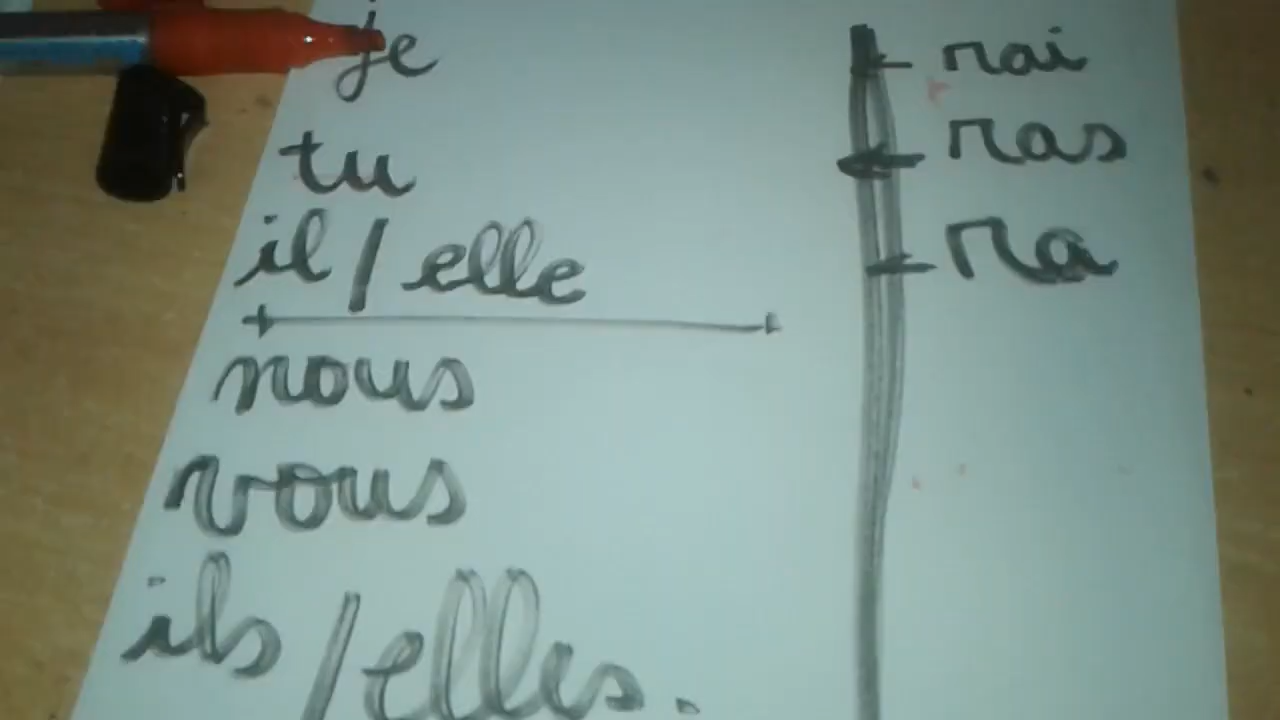 je rai
tu ras
il/elle ra
nous
vous
ils/elles.